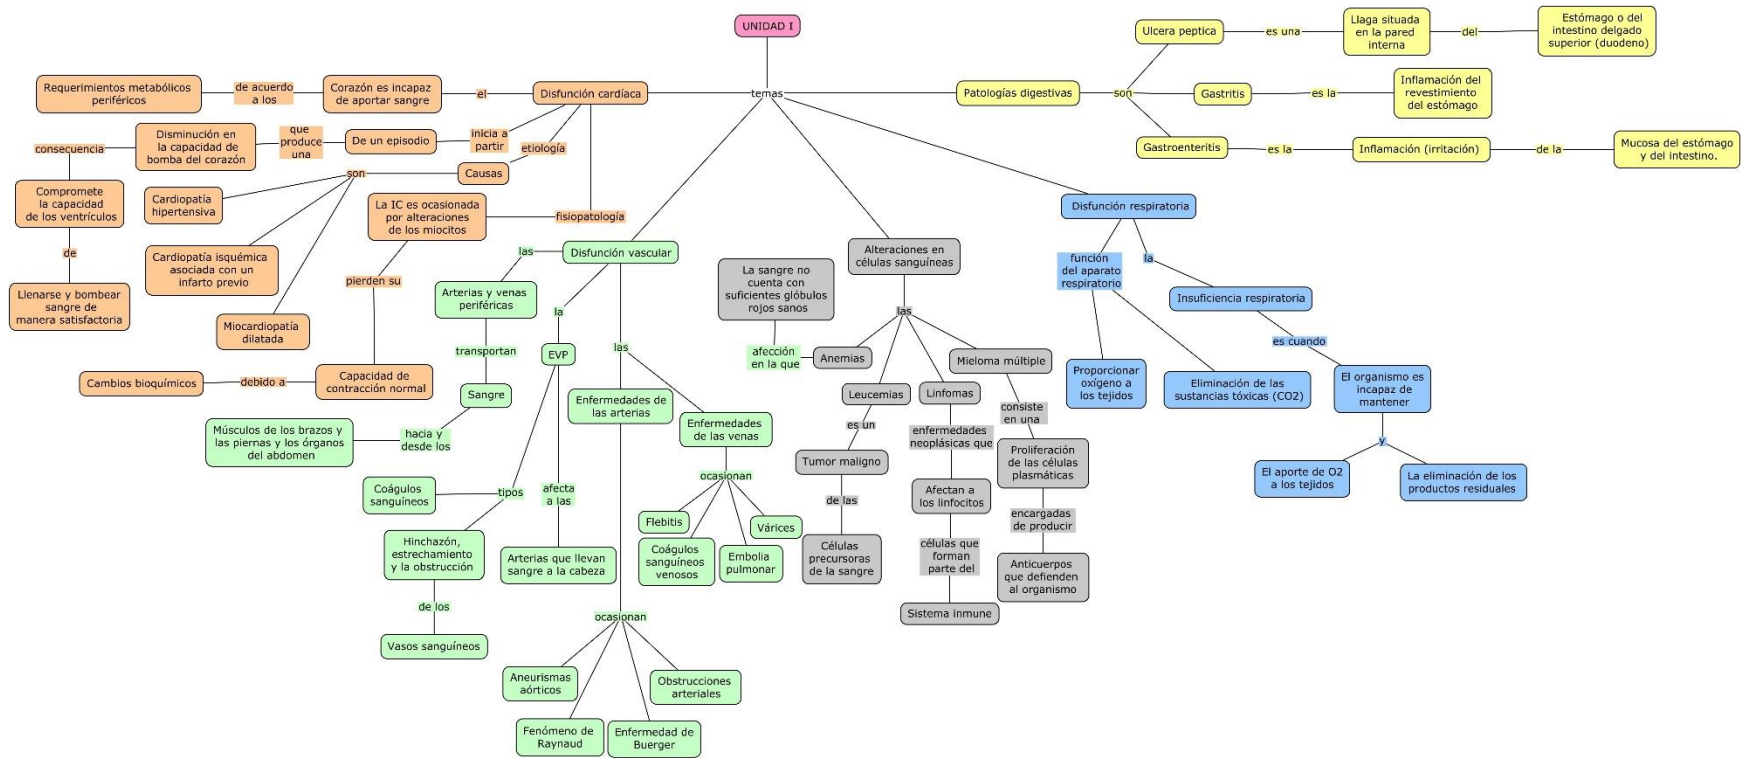 UNIDAD I
temas
Disfunción cardíaca
el
Corazón es incapaz
de aportar sangre
de acuerdo
a los
Requerimientos metabólicos
periféricos
inicia a
partir
De un episodio
que
produce
una
Disminución en
la capacidad de
bomba del corazón
consecuencia
Compromete
la capacidad
de los ventrículos
de
Llenarse y bombear
sangre de
manera satisfactoria
etiología
Causas
son
Cardiopatía
hipertensiva
Cardiopatía isquémica
asociada con un
infarto previo
Miocardiopatía
dilatada
fisiopatología
La IC es ocasionada
por alteraciones
de los miocitos
pierden su
Capacidad de
contracción normal
debido a
Cambios bioquímicos
Disfunción vascular
las
Arterias y venas
periféricas
transportan
Sangre
hacia y
desde los
Músculos de los brazos y
las piernas y los órganos
del abdomen
la
EVP
tipos
Coágulos
sanguíneos
Hinchazón,
estrechamiento
y la obstrucción
de los
Vasos sanguíneos
afecta
a las
Arterias que llevan
sangre a la cabeza
las
Enfermedades de
las arterias
ocasionan
Aneurismas
aórticos
Fenómeno de
Raynaud
Enfermedad de
Buerger
Obstrucciones
arteriales
Enfermedades
de las venas
ocasionan
Flebitis
Coágulos
sanguíneos
venosos
Embolia
pulmonar
Várices
Alteraciones en
células sanguíneas
las
Anemias
afección
en la que
La sangre no
cuenta con
suficientes glóbulos
rojos sanos
Leucemias
es un
Tumor maligno
de las
Células
precursoras
de la sangre
Linfomas
enfermedades
neoplásicas que
Afectan a
los linfocitos
células que
forman
parte del
Sistema inmune
Mieloma múltiple
consiste
en una
Proliferación
de las células
plasmáticas
encargadas
de producir
Anticuerpos
que defienden
al organismo
Disfunción respiratoria
función
del aparato
respiratorio
Proporcionar
oxígeno a
los tejidos
Eliminación de las
sustancias tóxicas (CO2)
la
Insuficiencia respiratoria
es cuando
El organismo es
incapaz de
mantener
y
El aporte de O2
a los tejidos
La eliminación de los
productos residuales
Patologías digestivas
son
Ulcera peptica
es una
Llaga situada
en la pared
interna
del
Estómago o del
intestino delgado
superior (duodeno)
Gastritis
es la
Inflamación del
revestimiento
del estómago
Gastroenteritis
es la
Inflamación (irritación)
de la
Mucosa del estómago
y del intestino.